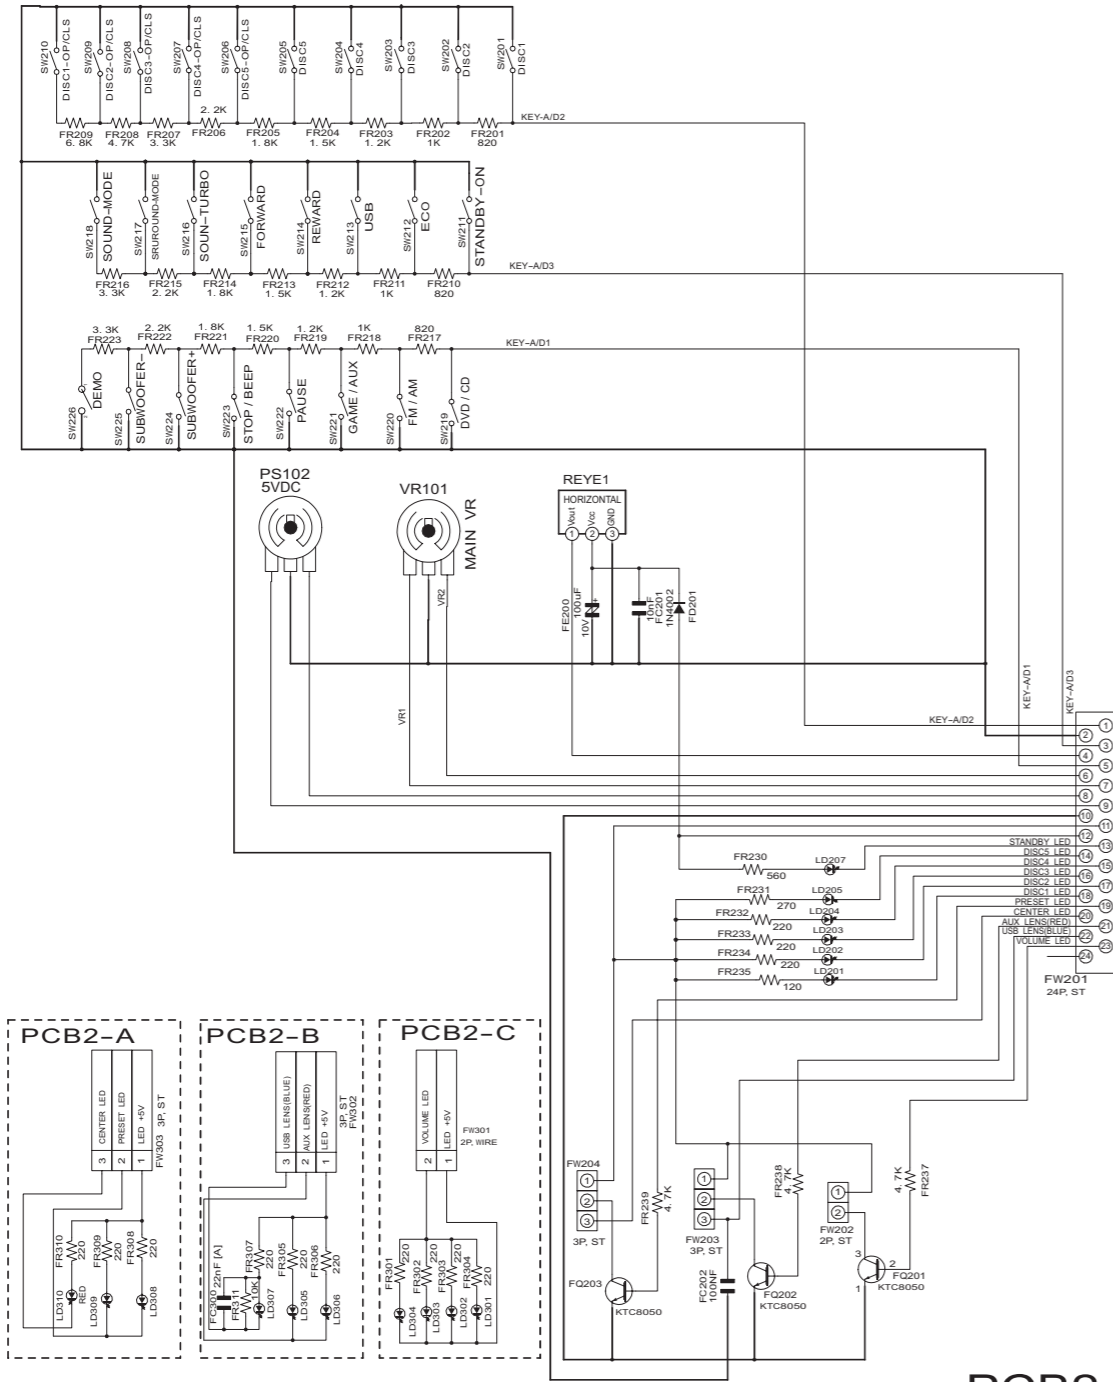 SW210
DISC1-OP/CLS
SW209
DISC2-OP/CLS
SW208
DISC3-OP/CLS
SW207
DISC4-OP/CLS
SW206
DISC5-OP/CLS
SW205
DISC5
SW204
DISC4
SW203
DISC3
SW202
DISC2
SW201
DISC1
2. 2K
KEY-A/D2
FR209
6. 8K
FR208
4. 7K
FR207
3. 3K
FR206
FR205
1. 8K
FR204
1. 5K
FR203
1. 2K
FR202
1K
FR201
820
SW218
SOUND-MODE
SW217
SRUROUND-MODE
SW216
SOUN-TURBO
SW215
FORWARD
SW214
REWARD
SW213
USB
SW212
ECO
SW211
STANDBY-ON
KEY-A/D3
FR216
3. 3K
FR215
2. 2K
FR214
1. 8K
FR213
1. 5K
FR212
1. 2K
FR211
1K
FR210
820
3. 3K
FR223
2. 2K
FR222
1. 8K
FR221
1. 5K
FR220
1. 2K
FR219
1K
FR218
820
FR217
KEY-A/D1
SW226
DEMO
SW225
SUBWOOFER-
SW224
SUBWOOFER+
SW223
STOP / BEEP
SW222
PAUSE
SW221
GAME / AUX
SW220
FM / AM
SW219
DVD / CD
PS102
5VDC
VR101
MAIN VR
REYE1
HORIZONTAL
Vout
Vcc
GND
1
2
3
FE200
100uF
10V
+
10nF
FC201
1N4002
FD201
VR1
VR2
KEY-A/D1
KEY-A/D3
KEY-A/D2
1
2
3
4
5
6
7
8
9
10
11
12
STANDBY LED
13
DISC5 LED
14
DISC4 LED
15
DISC3 LED
16
DISC2 LED
17
DISC1 LED
18
PRESET LED
19
CENTER LED
20
AUX LENS(RED)
21
USB LENS(BLUE)
22
VOLUME LED
23
24
FW201
24P, ST
FR230
560
LD207
FR231
270
LD205
FR232
220
LD204
FR233
220
LD203
FR234
220
LD202
FR235
120
LD201
PCB2-A
CENTER LED
PRESET LED
LED +5V
3
2
1
FW303 3P, ST
FR310
220
FR309
220
FR308
220
LD310
RED
LD309
LD308
PCB2-B
USB LENS(BLUE)
AUX LENS(RED)
LED +5V
3
2
1
3P, ST
FW302
FC300
22nF [A]
FR311
10K
FR307
220
FR305
220
FR306
220
LD307
LD305
LD306
PCB2-C
VOLUME LED
LED +5V
2
1
FW301
2P, WIRE
FR301
220
FR302
220
FR303
220
FR304
220
LD304
LD303
LD302
LD301
FW204
1
2
3
3P, ST
FR239
4. 7K
FQ203
KTC8050
1
2
3
FW203
3P, ST
FC202
100NF
FR238
4. 7K
FQ202
KTC8050
1
2
FW202
2P, ST
4. 7K
FR237
3
2
1
FQ201
KTC8050